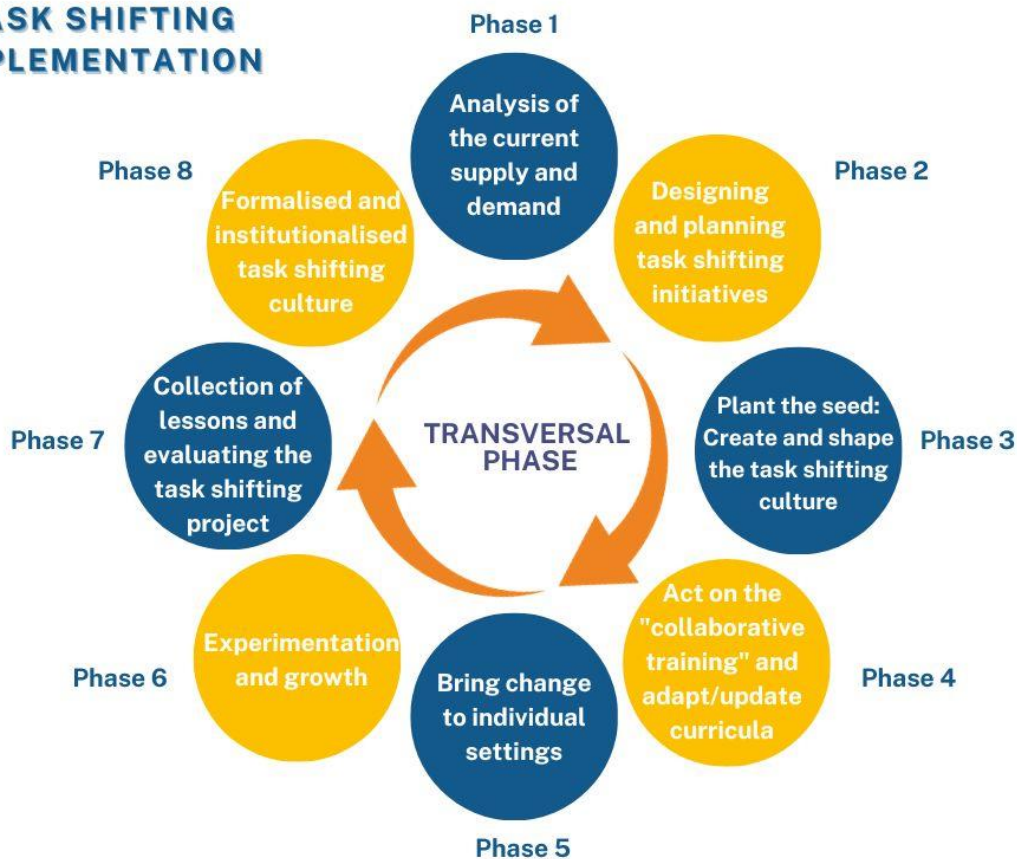 ASK SHIFTING
PLEMENTATION
Phase 1
Analysis of
the current
supply and
demand
Phase 2
Designing
and planning
task shifting
initiatives
Phase 3
Plant the seed:
Create and shape
the task shifting
culture
Phase 4
Act on the
"collaborative
training" and
adapt/update
curricula
Phase 5
Bring change
to individual
settings
Phase 6
Experimentation
and growth
Phase 7
Collection of
lessons and
evaluating the
task shifting
project
Phase 8
Formalised and
institutionalised
task shifting
culture
TRANSVERSAL
PHASE